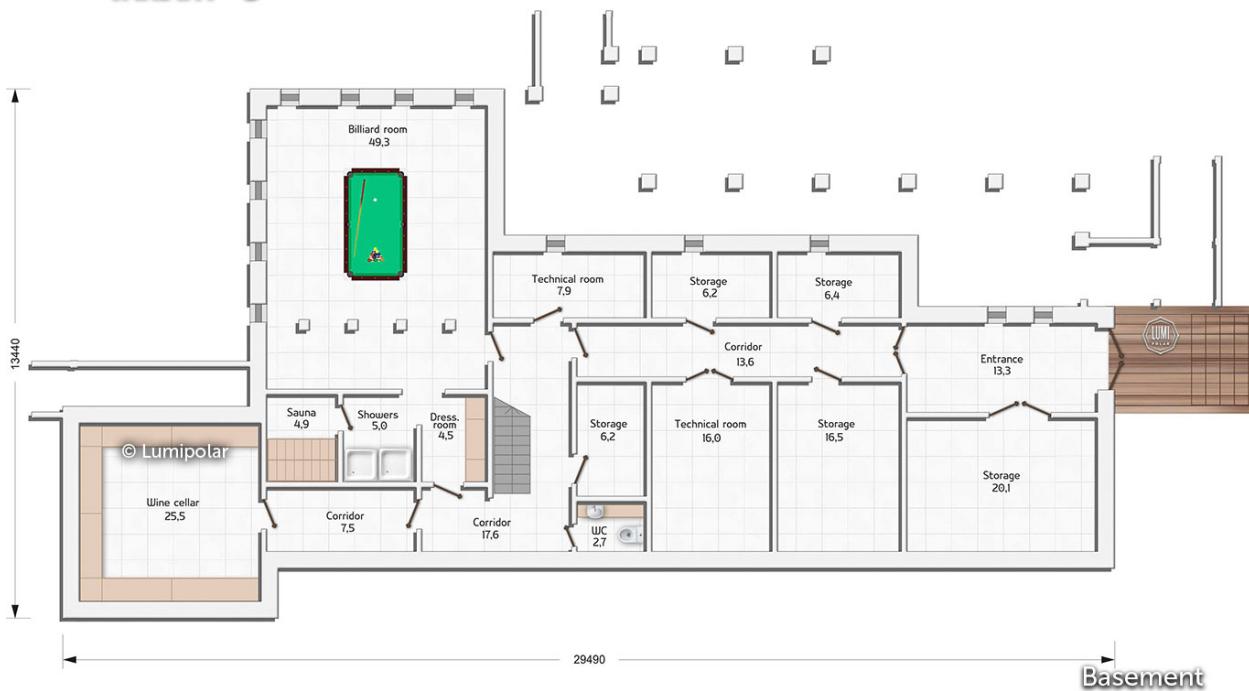 Billiard room
49,3
Technical room
7,9
Storage
6,2
Storage
6,4
LUMI
POLAR
Corridor
13,6
Entrance
13,3
13440
Sauna
4,9
Showers
5,0
Dress.
room
4,5
Storage
6,2
Technical room
16,0
Storage
16,5
© Lumipolar
Storage
20,1
Wine cellar
25,5
Corridor
7,5
Corridor
17,6
WC
2,7
29490
Basement